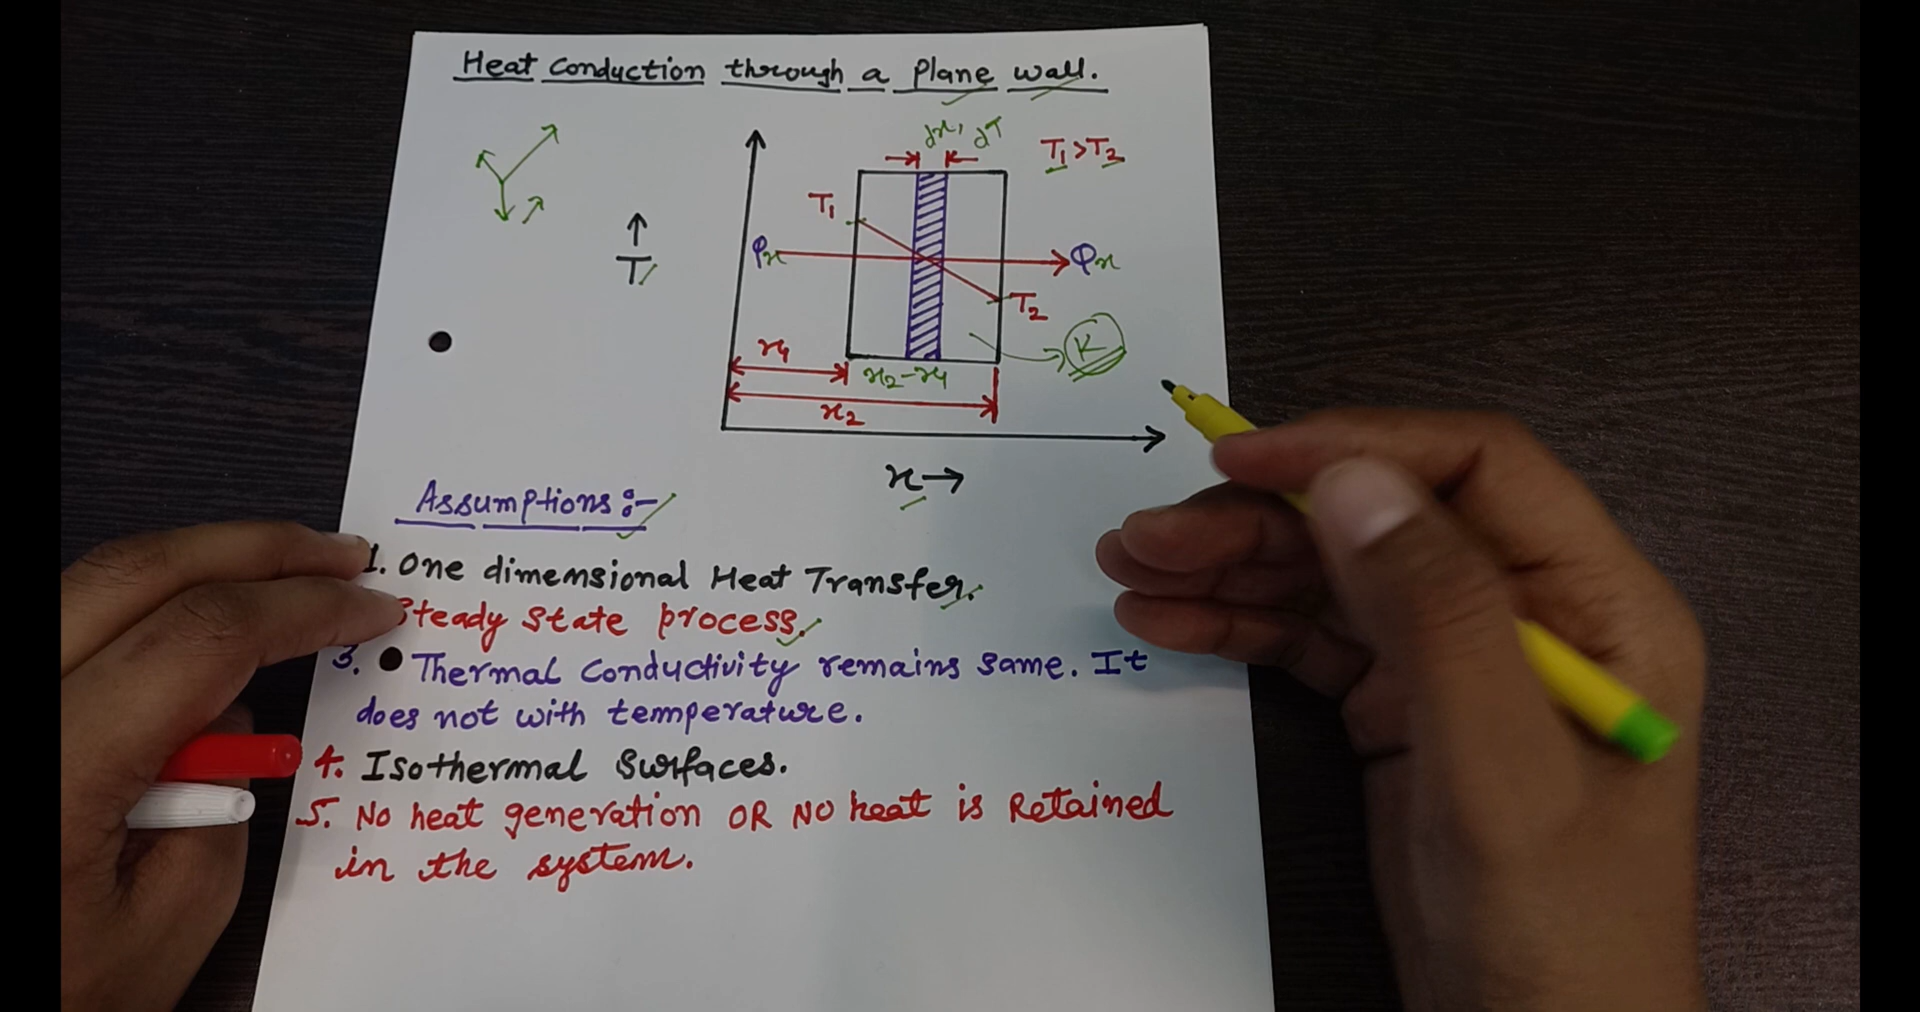 Heat Conduction through a Plane wall.
dx, dT
T1>T2
T1
T
Qx
Qx
T2
K
x1
x2-x1
x2
x
Assumptions :-
1. One dimensional Heat Transfer.
Steady State process.
3. Thermal Conductivity remains same. It
does not with temperature.
4. Isothermal Surfaces.
5. No heat generation OR No heat is Retained
in the system.